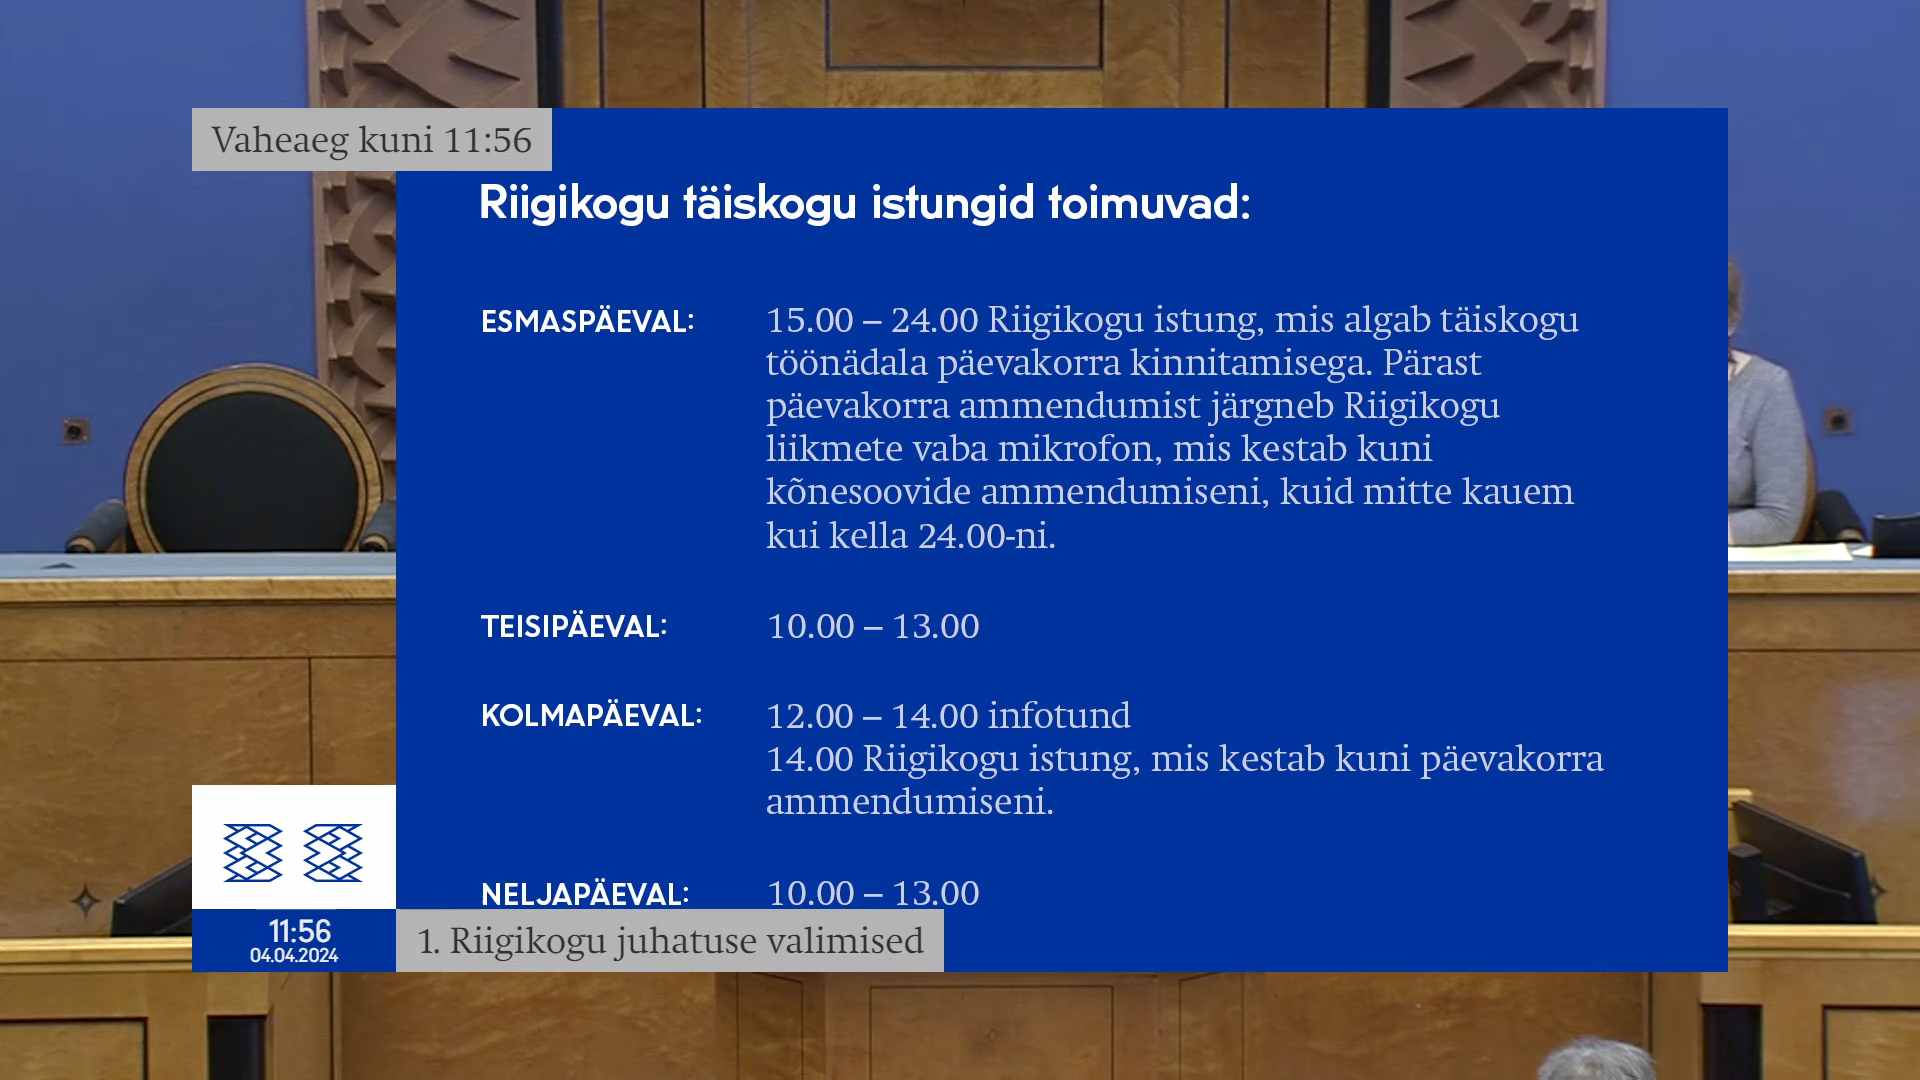 Vaheaeg kuni 11:56
Riigikogu täiskogu istungid toimuvad:
ESMASPÄEVAL:
15.00 – 24.00 Riigikogu istung, mis algab täiskogu
töönädala päevakorra kinnitamisega. Pärast
päevakorra ammendumist järgneb Riigikogu
liikmete vaba mikrofon, mis kestab kuni
kõnesoovide ammendumiseni, kuid mitte kauem
kui kella 24.00-ni.
TEISIPÄEVAL:
10.00 – 13.00
KOLMAPÄEVAL:
12.00 – 14.00 infotund
14.00 Riigikogu istung, mis kestab kuni päevakorra
ammendumiseni.
NELJAPÄEVAL:
10.00 – 13.00
11:56
04.04.2024
1. Riigikogu juhatuse valimised